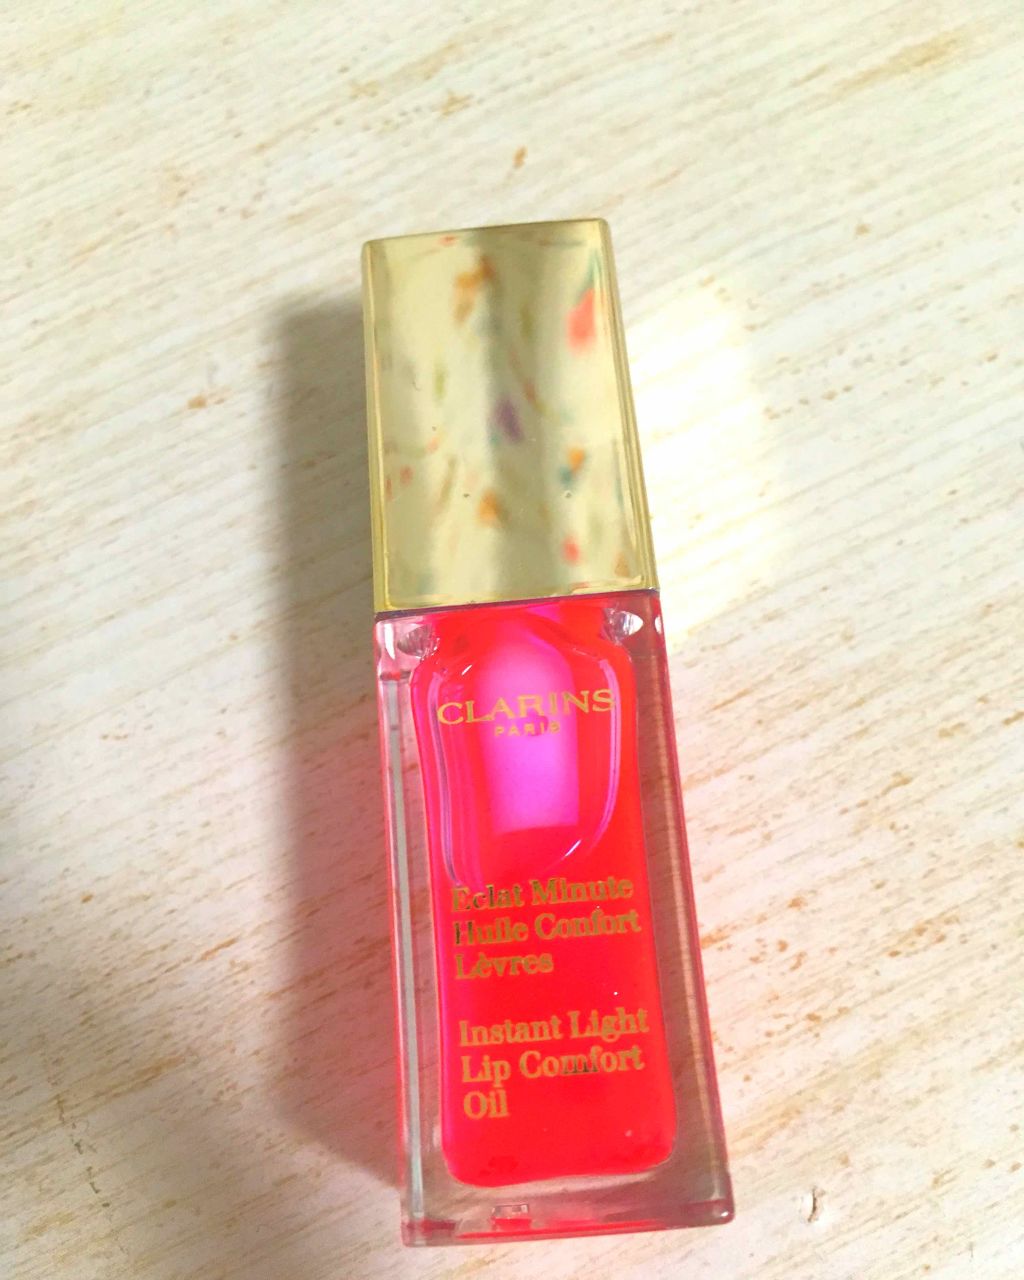 CLARINS
PARIS
Eclat Minute
Huile Confort
Lèvres
Instant Light
Lip Comfort
Oil